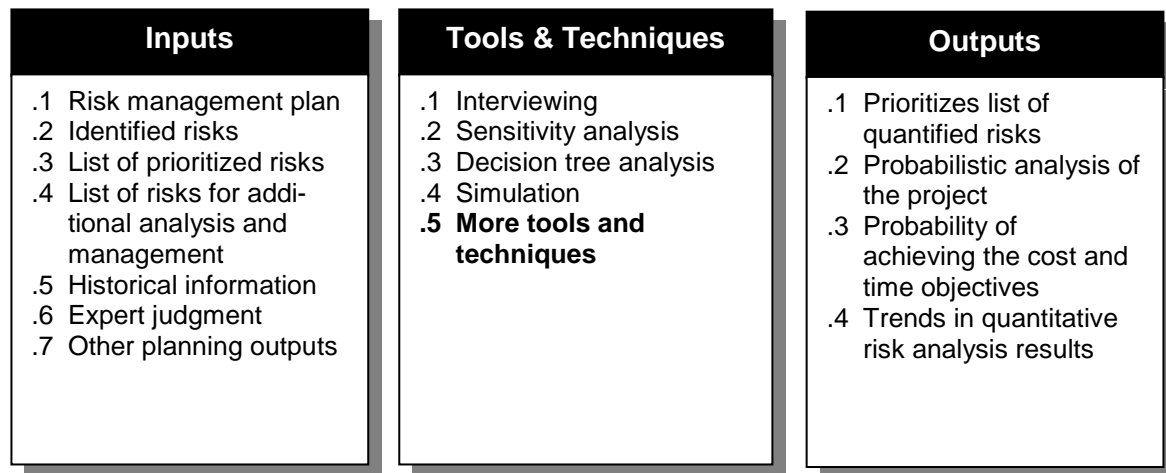 Inputs
.1 Risk management plan
.2 Identified risks
.3 List of prioritized risks
.4 List of risks for addi-
tional analysis and
management
.5 Historical information
.6 Expert judgment
.7 Other planning outputs
Tools & Techniques
.1 Interviewing
.2 Sensitivity analysis
.3 Decision tree analysis
.4 Simulation
.5 More tools and
techniques
Outputs
.1 Prioritizes list of
quantified risks
.2 Probabilistic analysis of
the project
.3 Probability of
achieving the cost and
time objectives
.4 Trends in quantitative
risk analysis results